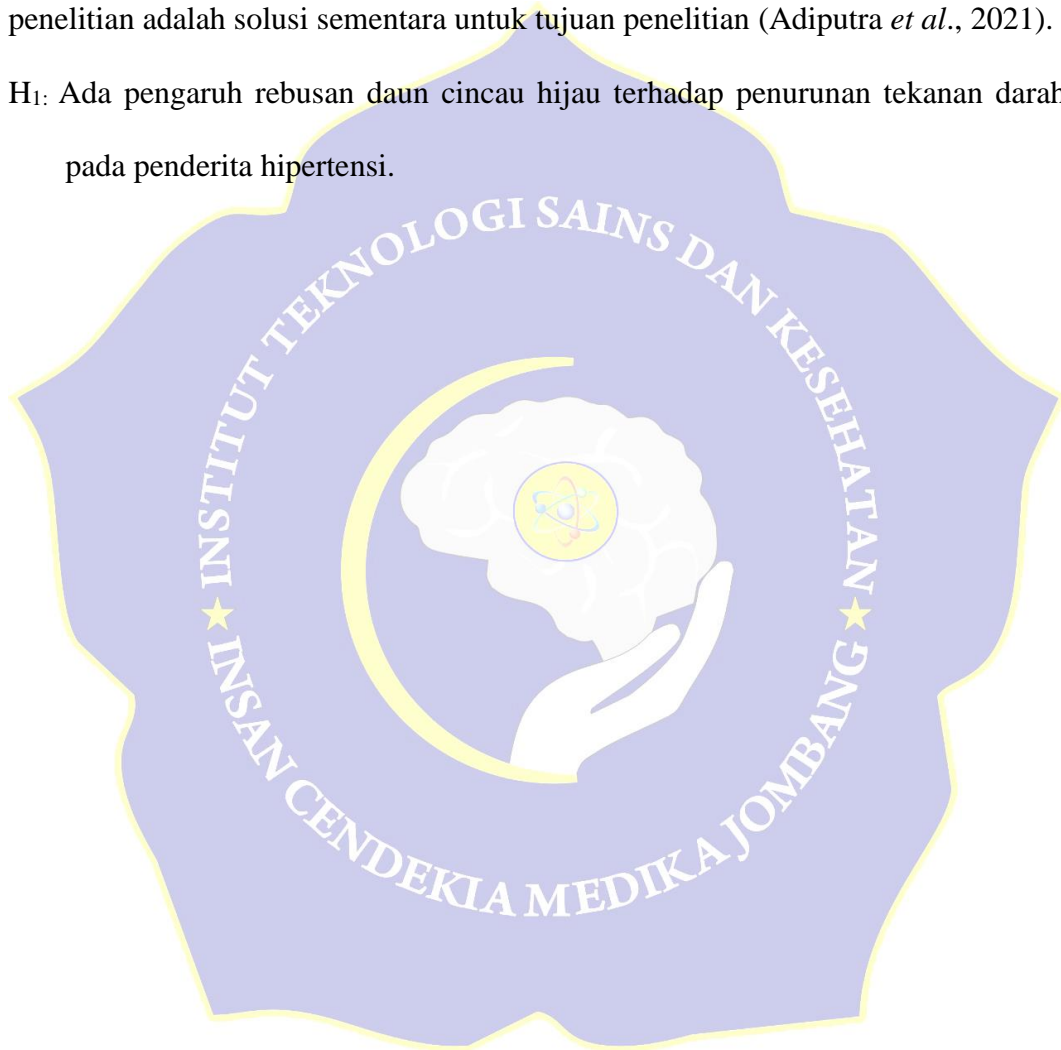 penelitian adalah solusi sementara untuk tujuan penelitian (Adiputra et al., 2021).
H1: Ada pengaruh rebusan daun cincau hijau terhadap penurunan tekanan darah
pada penderita hipertensi.
INSTITUT TEKNOLOGI SAINS DAN KESEHATAN
INSAN CENDEKIA MEDIKA JOMBANG